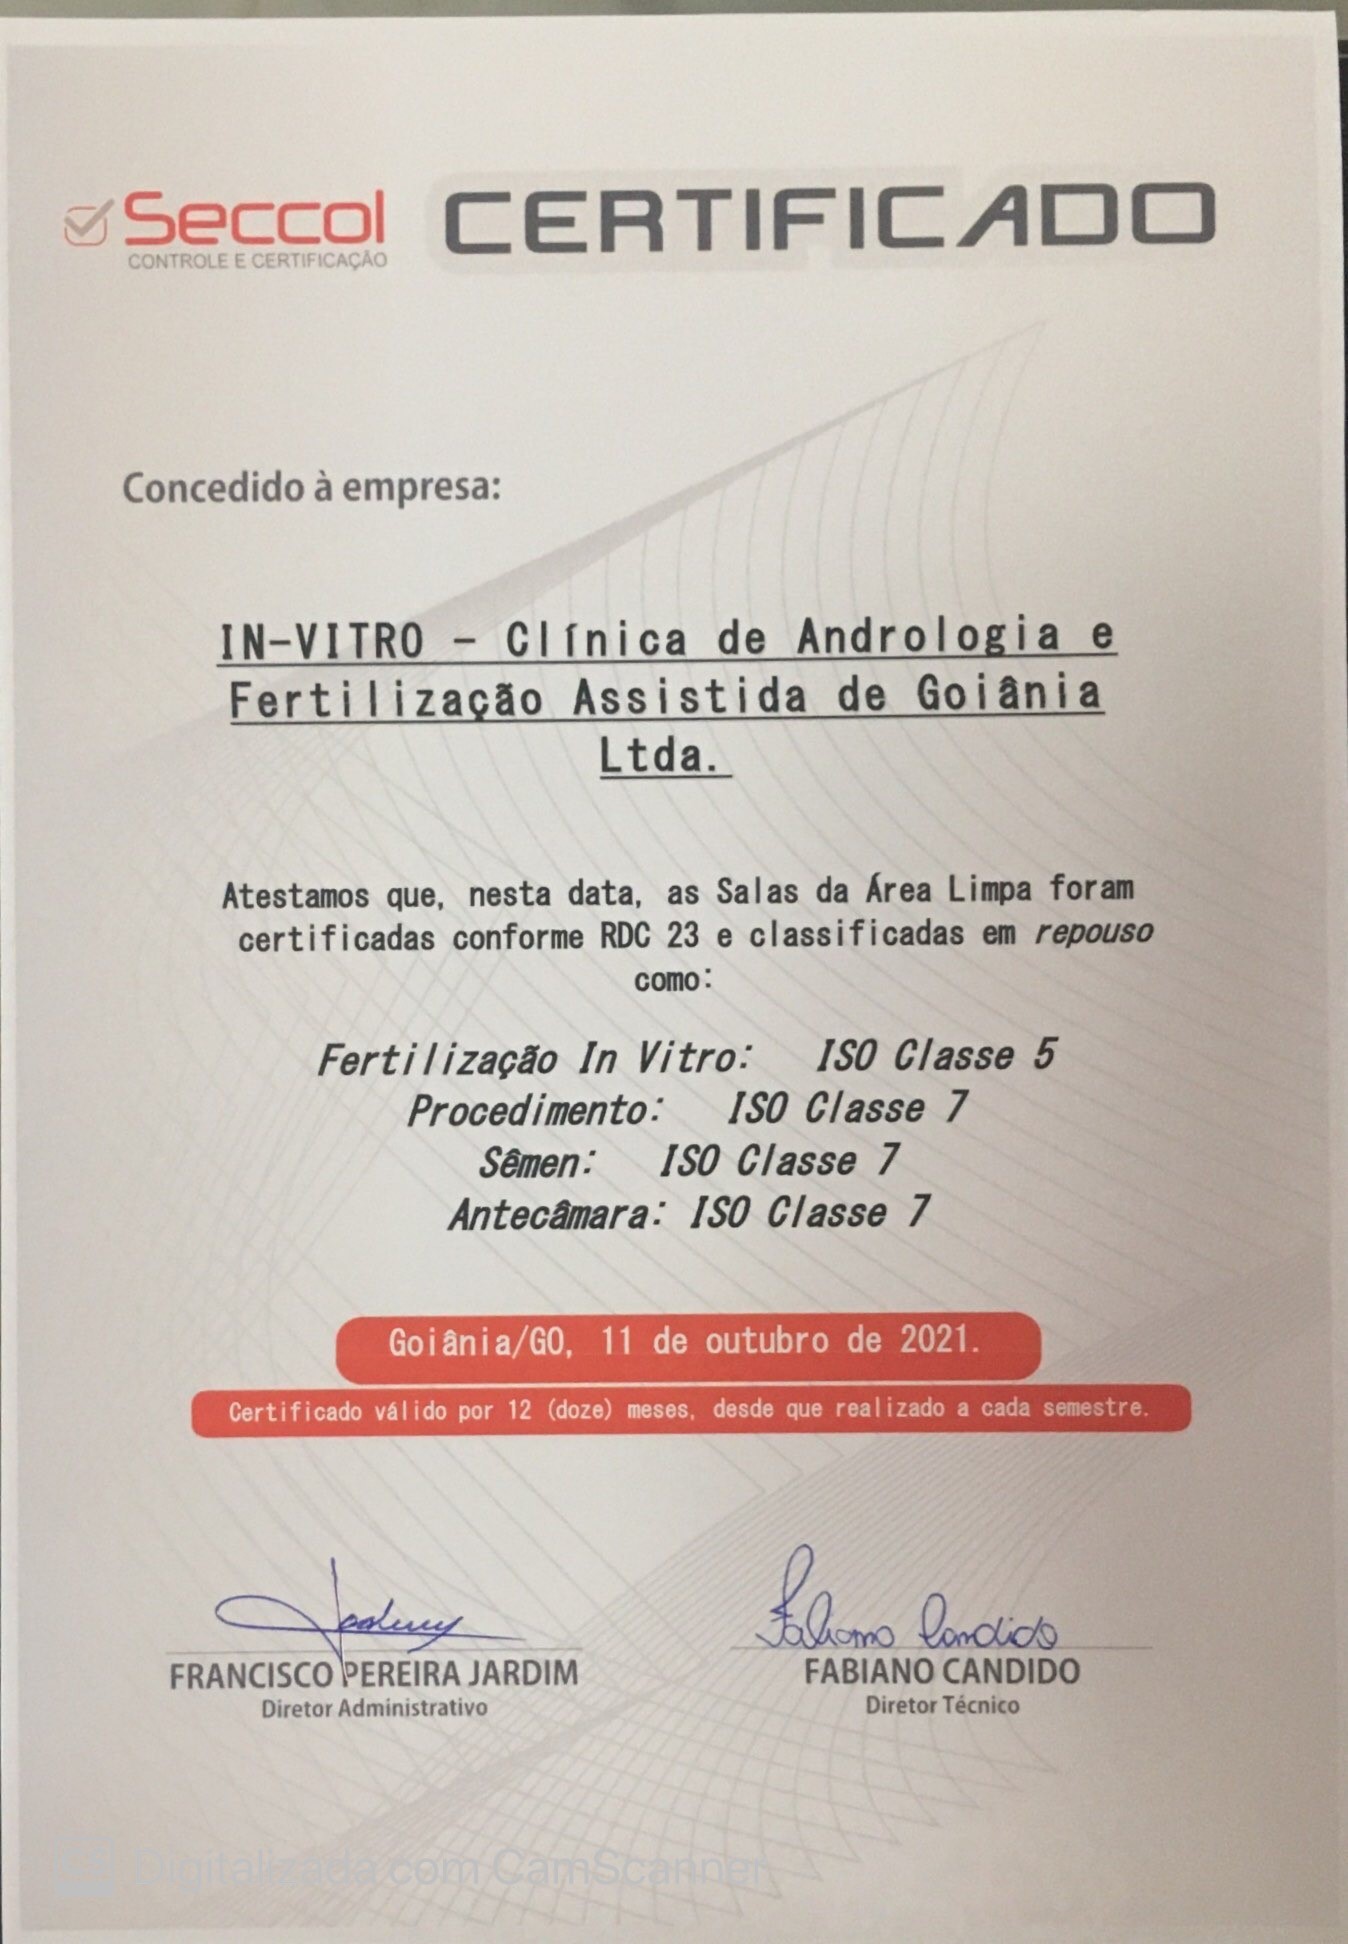 Seccol
CONTROLE E CERTIFICAÇÃO
CERTIFICADO
Concedido à empresa:
IN-VITRO - Clínica de Andrologia e
Fertilização Assistida de Goiânia
Ltda.
Atestamos que, nesta data, as Salas da Área Limpa foram
certificadas conforme RDC 23 e classificadas em repouso
como:
Fertilização In Vitro: ISO Classe 5
Procedimento: ISO Classe 7
Sêmen: ISO Classe 7
Antecâmara: ISO Classe 7
Goiânia/GO, 11 de outubro de 2021.
Certificado válido por 12 (doze) meses, desde que realizado a cada semestre.
Jardim
Fabiano Candido
FRANCISCO PEREIRA JARDIM
FABIANO CANDIDO
Diretor Administrativo
Diretor Técnico
Digitalizada com CamScanner